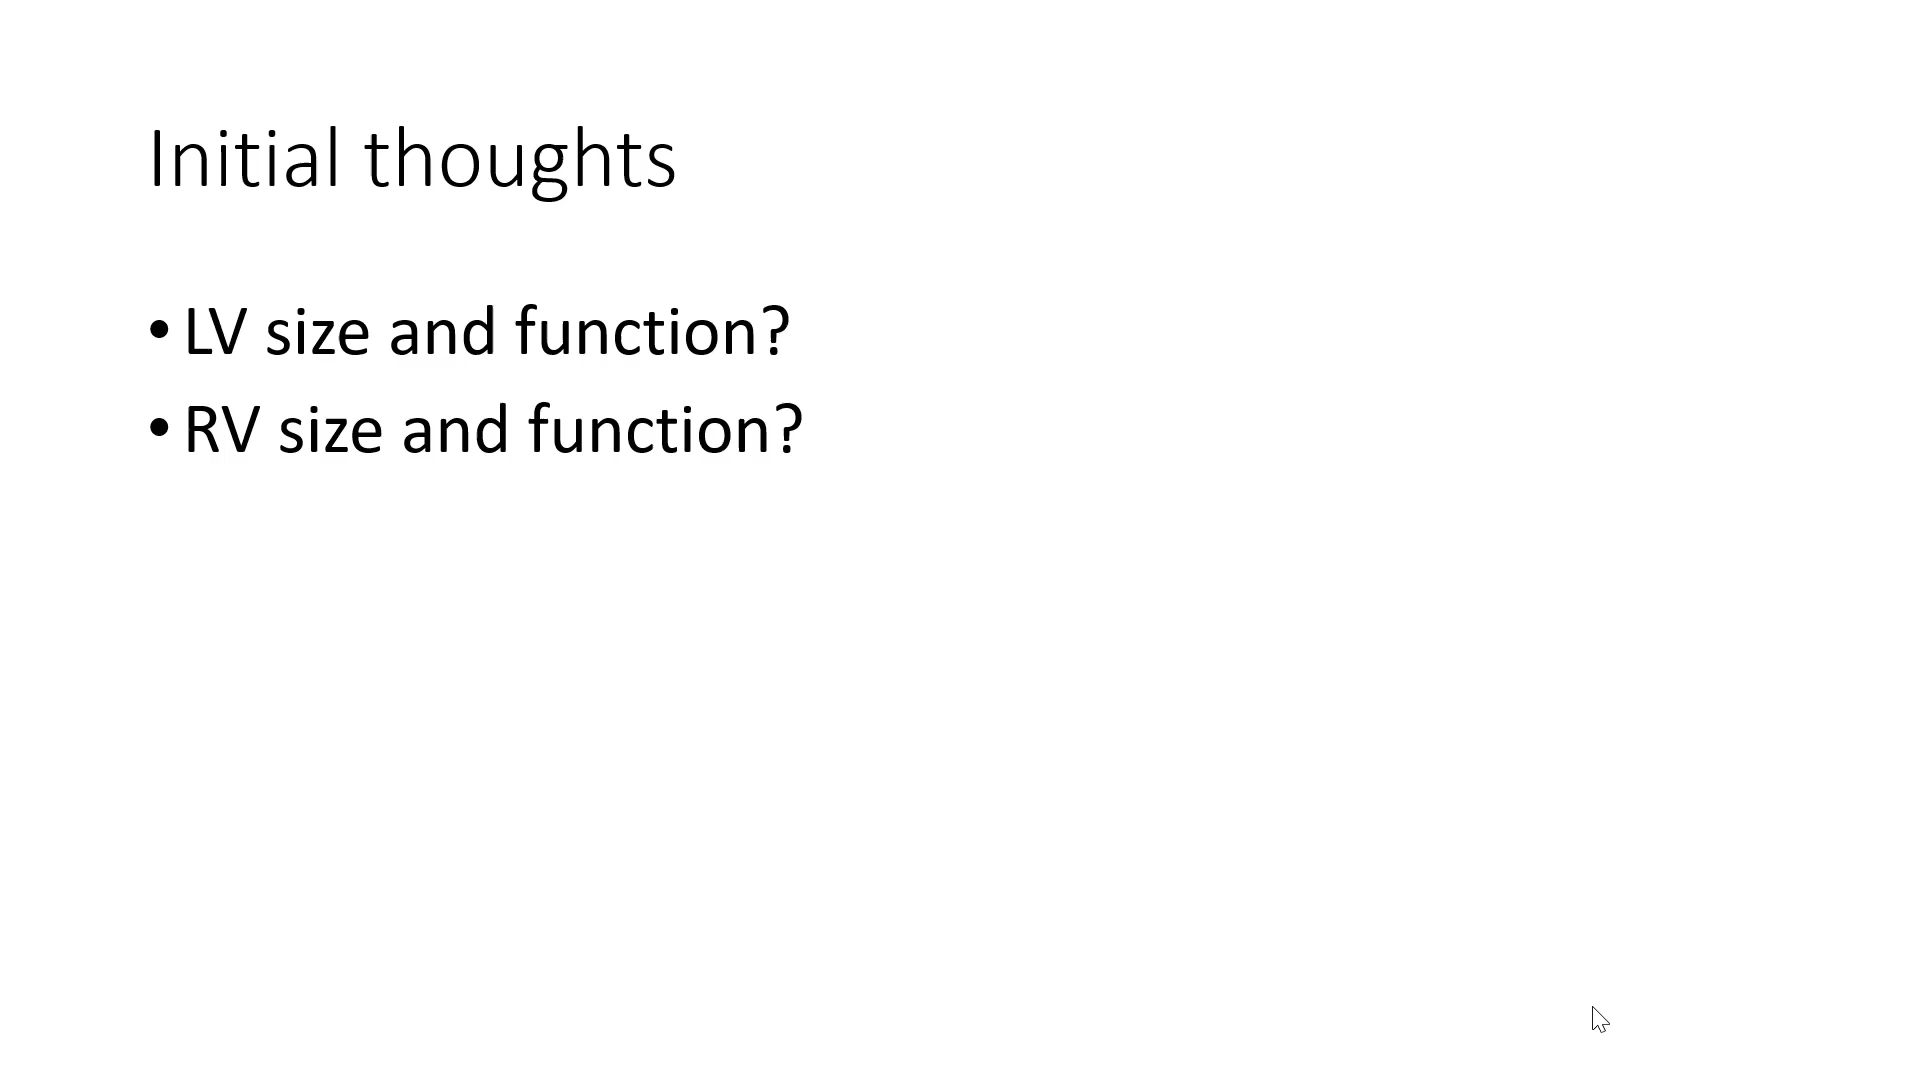 Initial thoughts
• LV size and function?
• RV size and function?